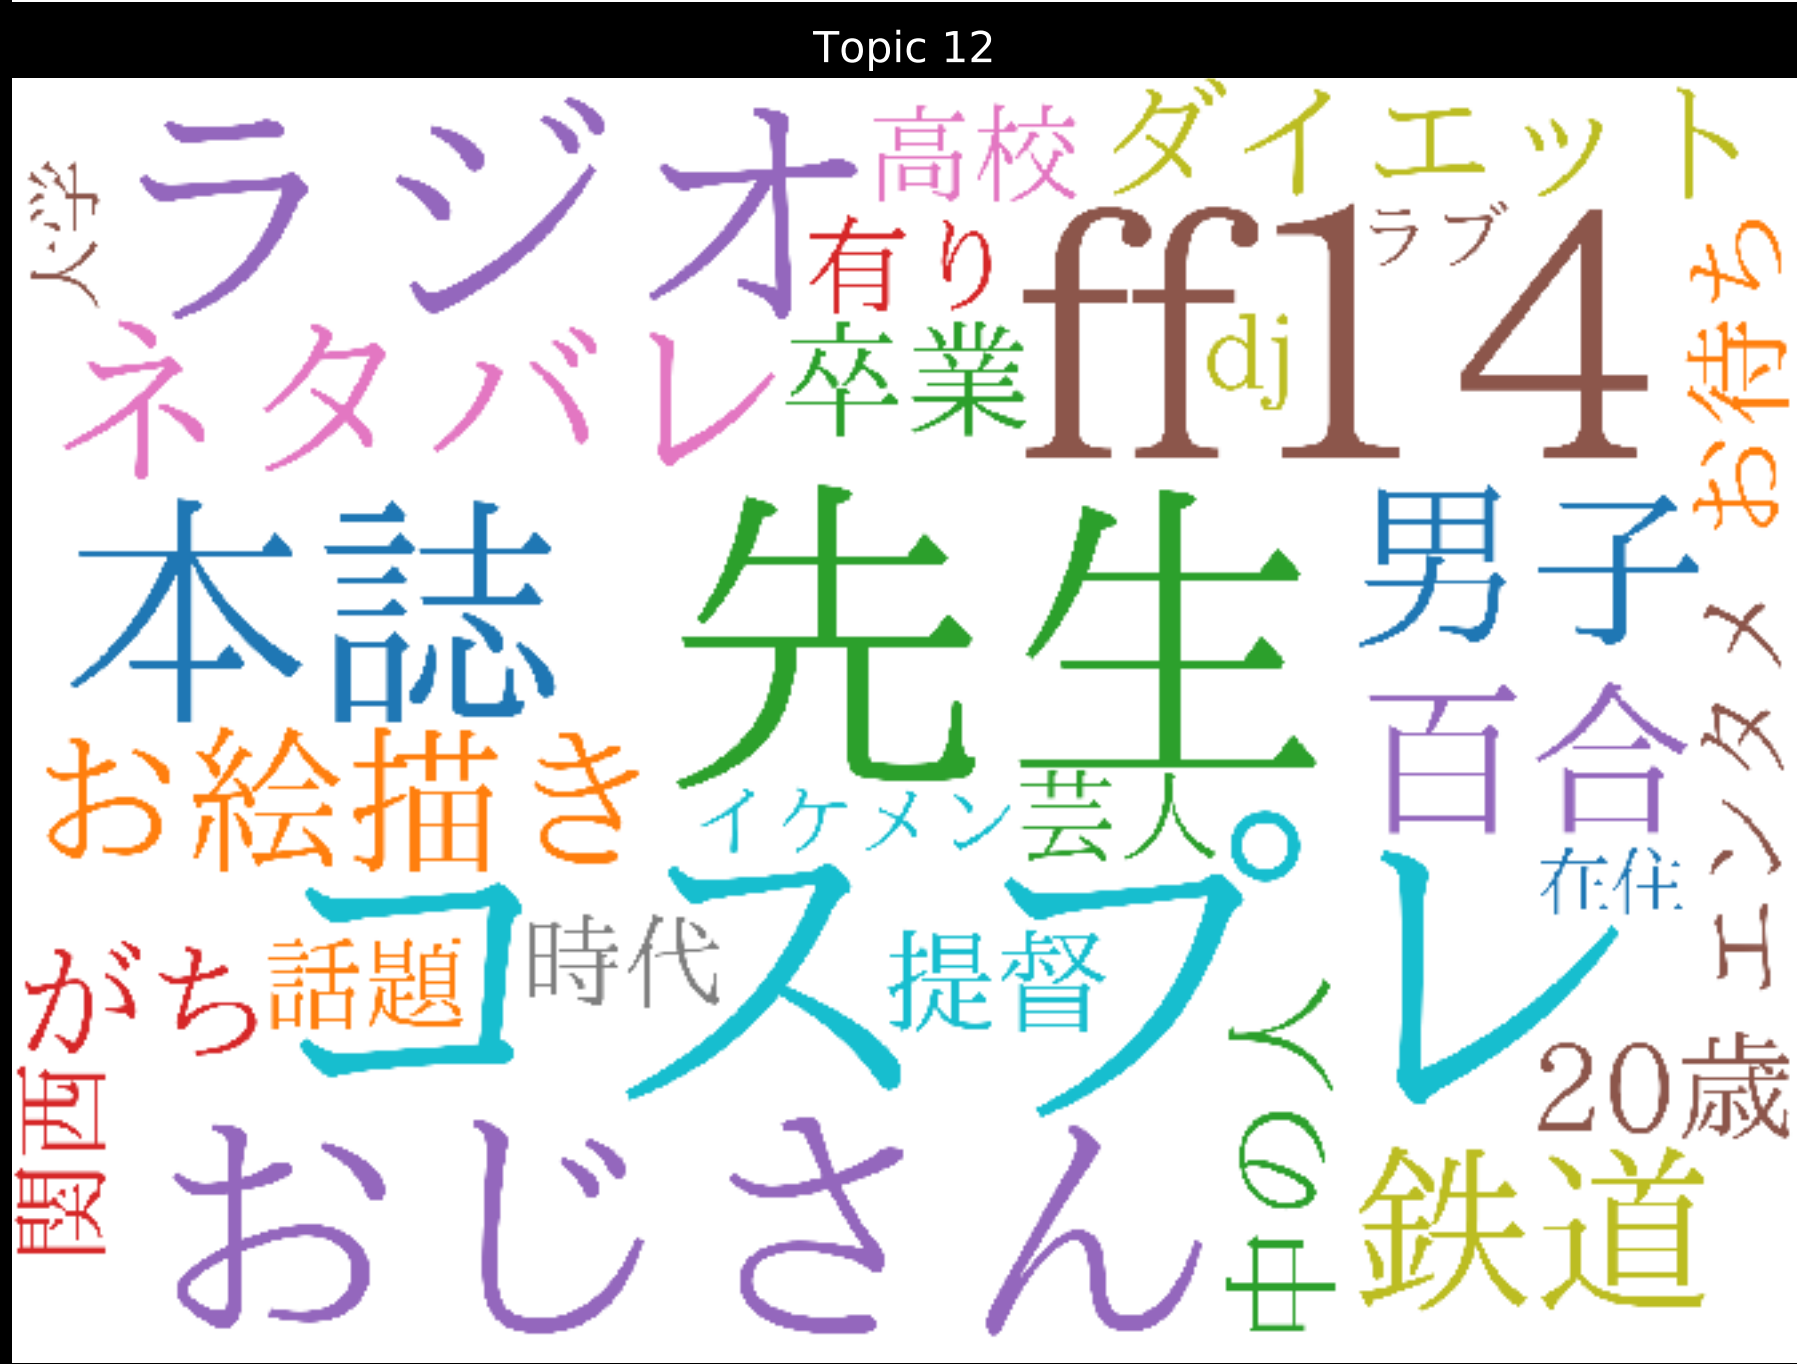 Topic 12
大学
ラジオ
高校
ダイエット
有り
ff14
ラブ
dj
お待ち
ネタバレ
卒業
本誌
先生
男子
エンタメ
百合
お絵描き
イケメン
芸人
在住
コスプレ
がち
話題
時代
提督
中の人
20歳
関西
おじさん
鉄道